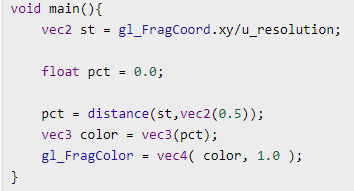 void main(){
    vec2 st = gl_FragCoord.xy/u_resolution;

    float pct = 0.0;

    pct = distance(st,vec2(0.5));
    vec3 color = vec3(pct);
    gl_FragColor = vec4( color, 1.0 );
}